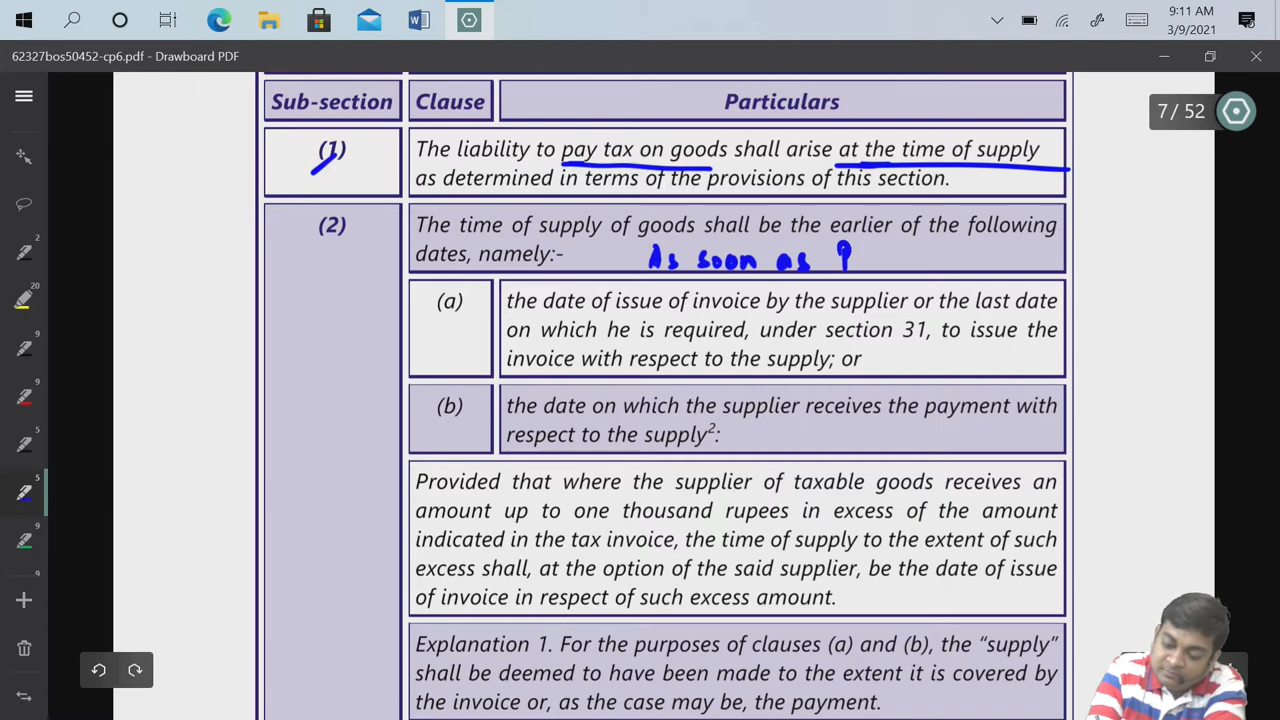 9:11 AM
3/9/2021
62327bos50452-cp6.pdf - Drawboard PDF
7 / 52
Sub-section Clause Particulars
(1) The liability to pay tax on goods shall arise at the time of supply
as determined in terms of the provisions of this section.
(2) The time of supply of goods shall be the earlier of the following
dates, namely:- As soon as P
(a) the date of issue of invoice by the supplier or the last date
on which he is required, under section 31, to issue the
invoice with respect to the supply; or
(b) the date on which the supplier receives the payment with
respect to the supply2:
Provided that where the supplier of taxable goods receives an
amount up to one thousand rupees in excess of the amount
indicated in the tax invoice, the time of supply to the extent of such
excess shall, at the option of the said supplier, be the date of issue
of invoice in respect of such excess amount.
Explanation 1. For the purposes of clauses (a) and (b), the “supply”
shall be deemed to have been made to the extent it is covered by
the invoice or, as the case may be, the payment.
2
20
9
9
5
5
9
9